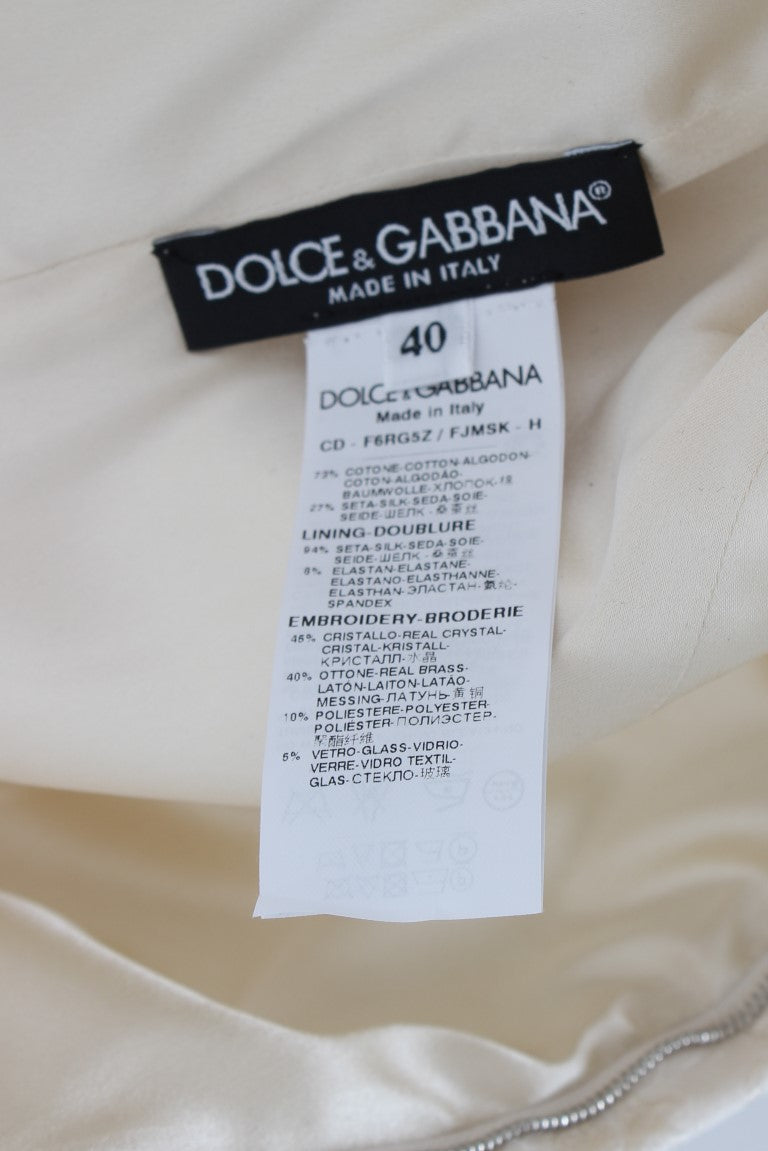 DOLCE & GABBANA®
MADE IN ITALY
40
DOLCE & GABBANA
Made in Italy
CD - F6RG5Z / FJMSK - H
73% COTONE-COTTON-ALGODON-
COTON-ALGODÃO-
BAUMWOLLE-ХЛОПОК-棉
27% SETA-SILK-SEDA-SOIE-
SEIDE-ШЕЛК-桑蚕丝
LINING-DOUBLURE
94% SETA-SILK-SEDA-SOIE-
SEIDE-ШЕЛК-桑蚕丝
6% ELASTAN-ELASTANE-
ELASTANO-ELASTHANNE-
ELASTHAN-ЭЛАСТАН-氨纶-
SPANDEX
EMBROIDERY-BRODERIE
45% CRISTALLO-REAL CRYSTAL-
CRISTAL-KRISTALL-
КРИСТАЛЛ-水晶
40% OTTONE-REAL BRASS-
LATÓN-LAITON-LATÃO-
MESSING-ЛАТУНЬ-黄铜
10% POLIESTERE-POLYESTER-
POLIÉSTER-ПОЛИЭСТЕР-
聚酯纤维
5% VETRO-GLASS-VIDRIO-
VERRE-VIDRO TEXTIL-
GLAS-СТЕКЛО-玻璃